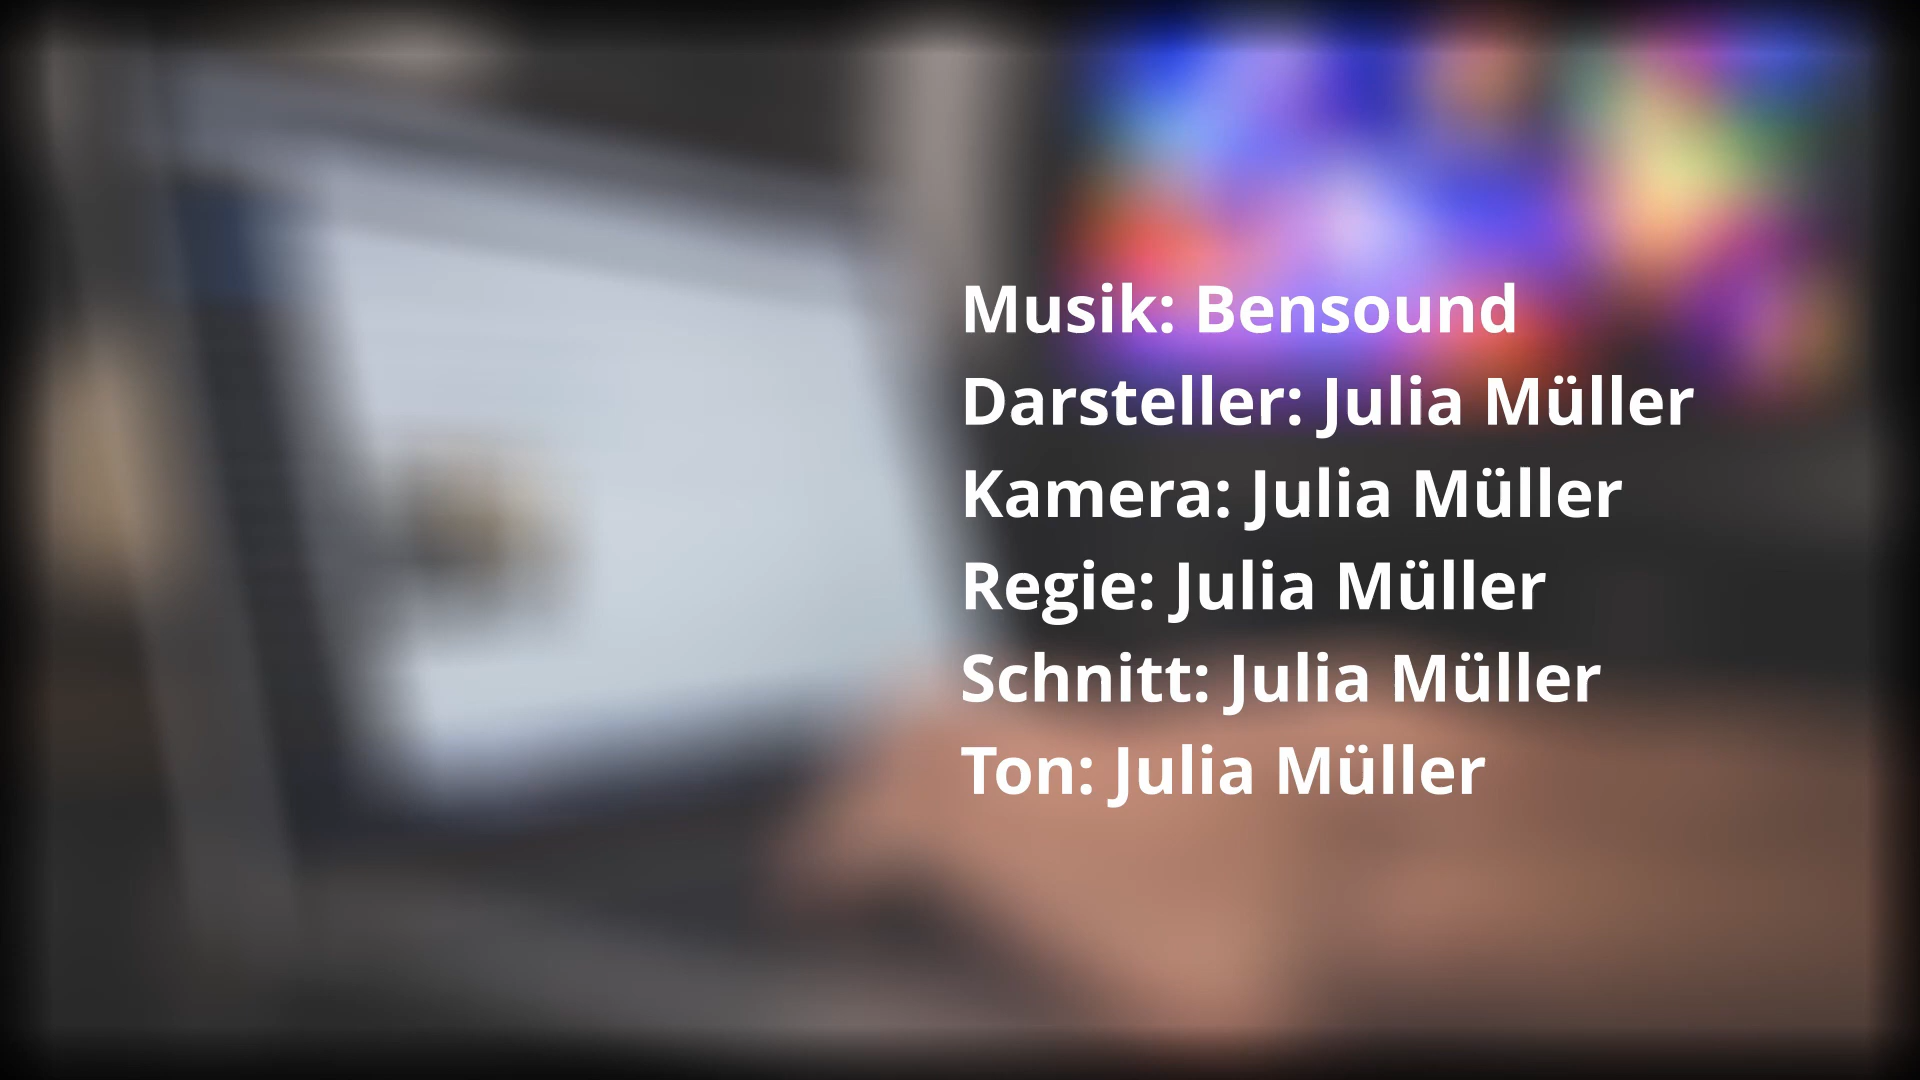 Musik: Bensound
Darsteller: Julia Müller
Kamera: Julia Müller
Regie: Julia Müller
Schnitt: Julia Müller
Ton: Julia Müller